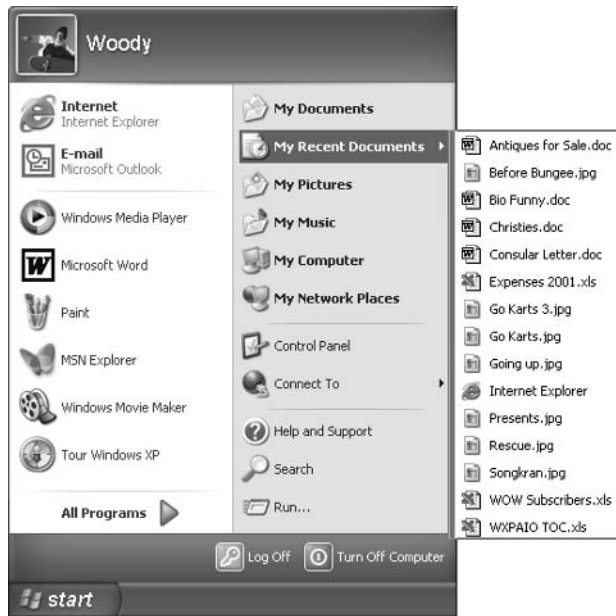 Woody
Internet
Internet Explorer
E-mail
Microsoft Outlook
Windows Media Player
W Microsoft Word
Paint
MSN Explorer
Windows Movie Maker
Tour Windows XP
All Programs
My Documents
My Recent Documents
My Pictures
My Music
My Computer
My Network Places
Control Panel
Connect To
Help and Support
Search
Run...
Antiques for Sale.doc
Before Bungee.jpg
Bio Funny.doc
Christies.doc
Consular Letter.doc
Expenses 2001.xls
Go Karts 3.jpg
Go Karts.jpg
Going up.jpg
Internet Explorer
Presents.jpg
Rescue.jpg
Songkran.jpg
WOW Subscribers.xls
WXPAIO TOC.xls
Log Off
Turn Off Computer
start